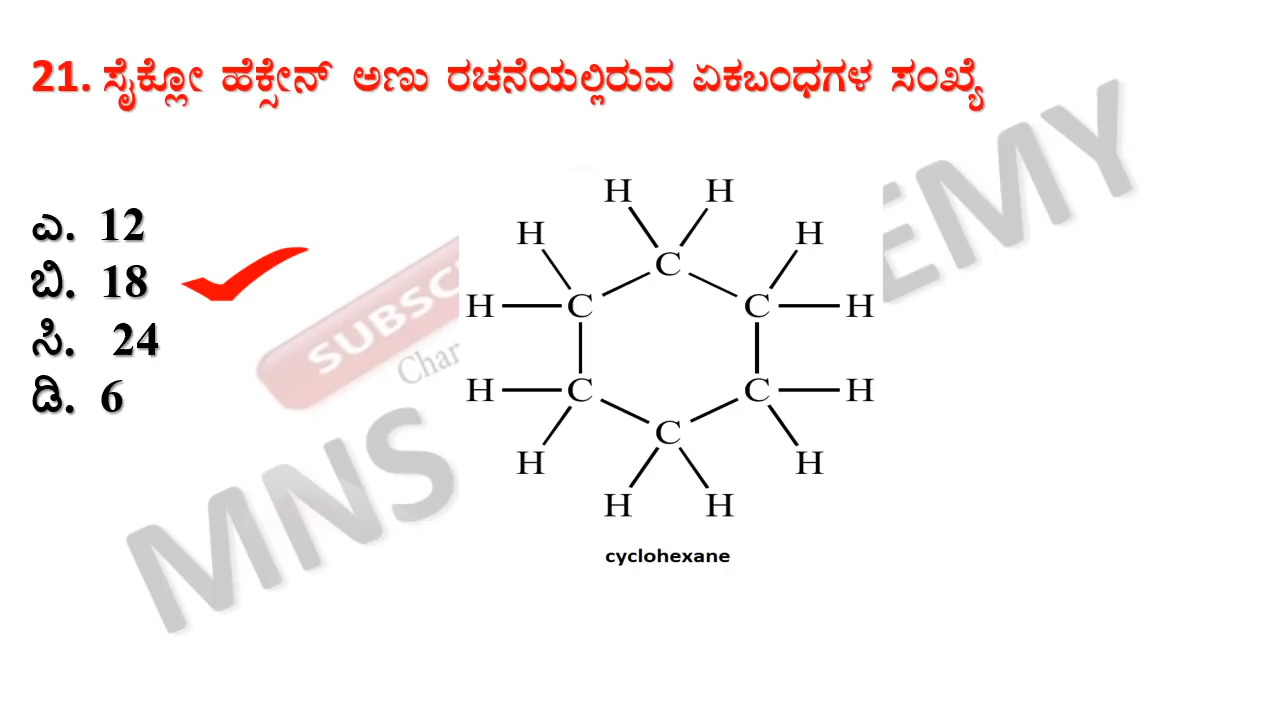 21. ಸೈಕ್ಲೋ ಹೆಕ್ಸೇನ್ ಅಣು ರಚನೆಯಲ್ಲಿರುವ ಏಕಬಂಧಗಳ ಸಂಖ್ಯೆ
ಎ. 12
ಬಿ. 18
ಸಿ. 24
ಡಿ. 6
H H
H H
C
H C C H
H C C H
C
H H
H H
cyclohexane
MNS EMY
SUBSC
Char